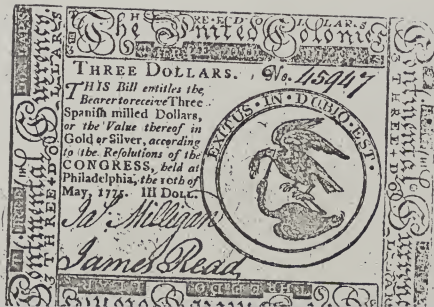 The United Colonies
Continental Currency.
THREE DOLLARS. No. 45947
THIS Bill entitles the
Bearer to receive Three
Spanish milled Dollars,
or the Value thereof in
Gold or Silver, according
to the Resolutions of the
CONGRESS, held at
Philadelphia, the 10th of
May, 1775. III DOLL.
EXITUS·IN·DUBIO·EST·
Jas. Milligan
James Read
Continental Curren